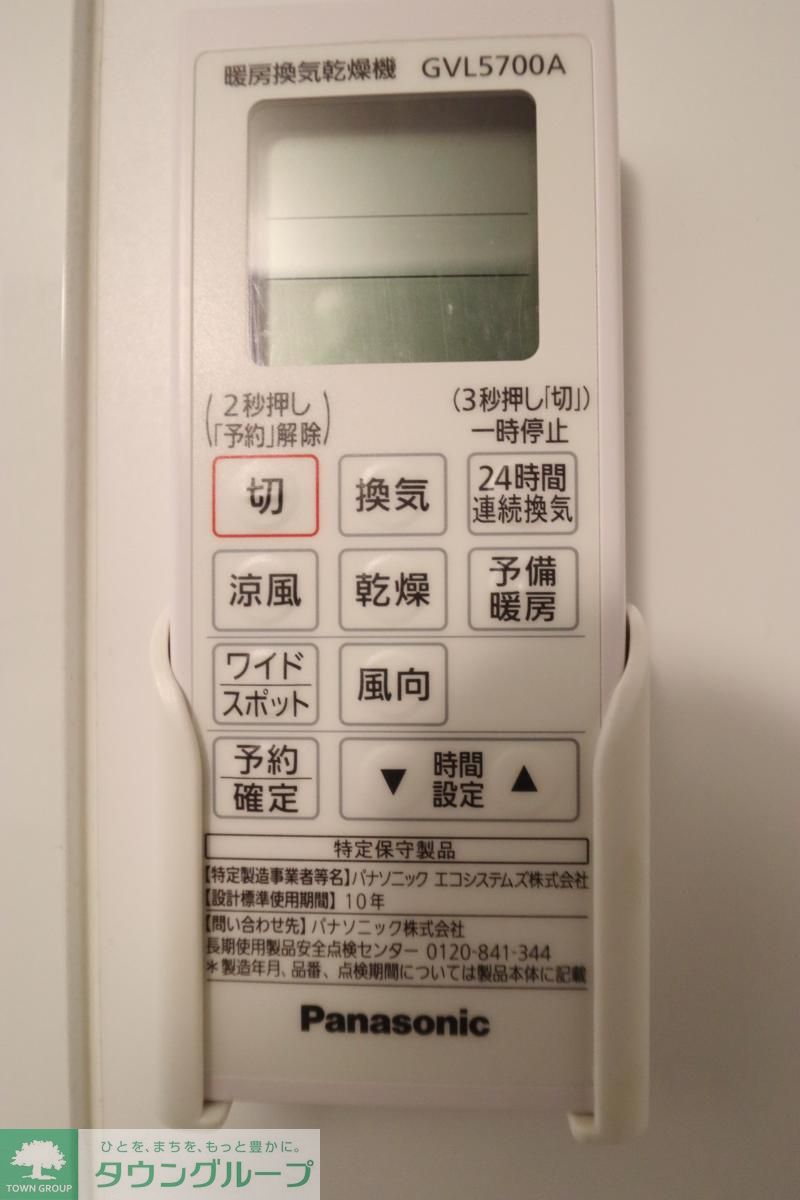 暖房換気乾燥機 GVL5700A
(2秒押し
「予約」解除)
(3秒押し「切」)
一時停止
切
換気
24時間
連続換気
涼風
乾燥
予備
暖房
ワイド
スポット
風向
予約
確定
▼ 時間
設定 ▲
特定保守製品
【特定製造事業者等名】パナソニック エコシステムズ株式会社
【設計標準使用期間】10年
【問い合わせ先】パナソニック株式会社
長期使用製品安全点検センター 0120-841-344
*製造年月、品番、点検期間については製品本体に記載
Panasonic
TOWN GROUP
ひとを、まちを、もっと豊かに。
タウングループ